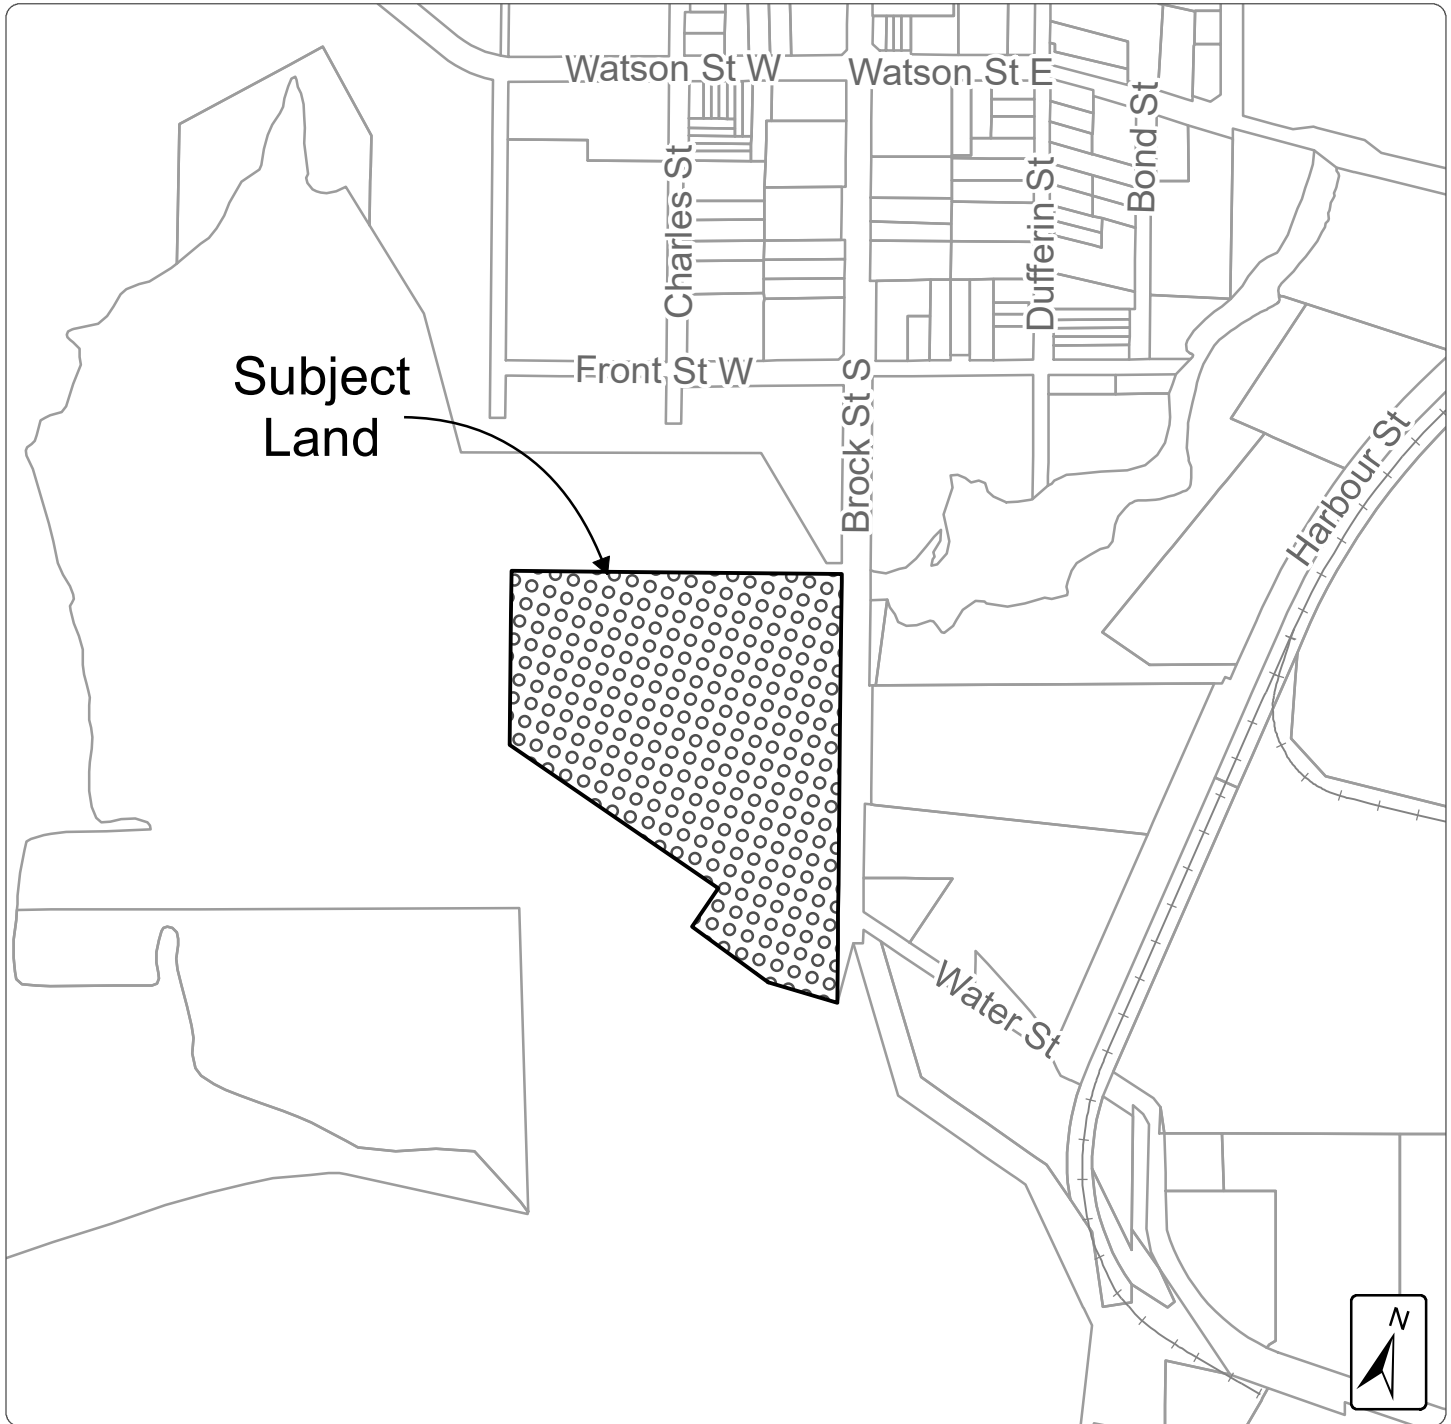 Watson St W
Watson St E
Bond St
Charles St
Dufferin St
Subject
Land
Front St W
Brock St S
Harbour St
Water St
N